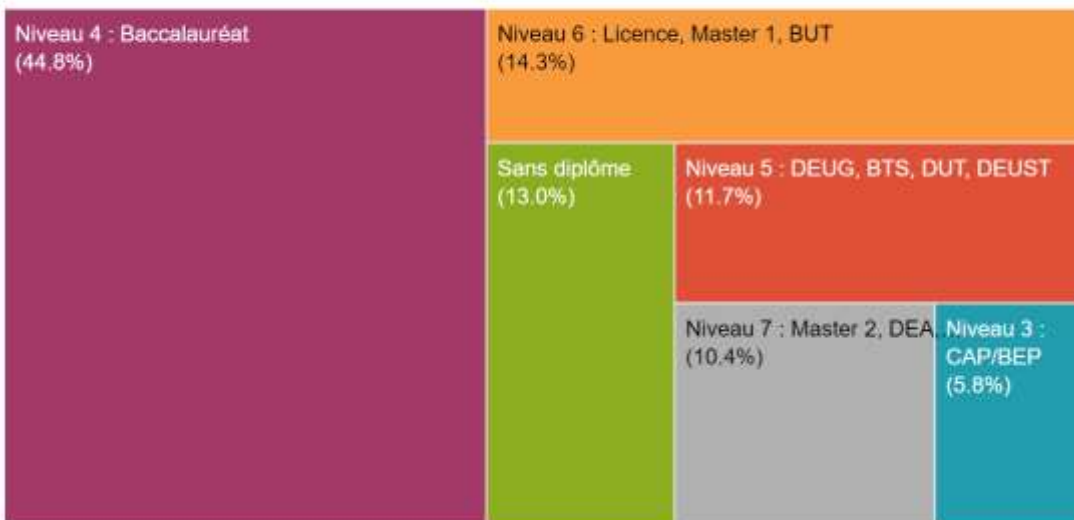 Niveau 4 : Baccalauréat
(44.8%)
Niveau 6 : Licence, Master 1, BUT
(14.3%)
Sans diplôme
(13.0%)
Niveau 5 : DEUG, BTS, DUT, DEUST
(11.7%)
Niveau 7 : Master 2, DEA, ...
(10.4%)
Niveau 3 :
CAP/BEP
(5.8%)